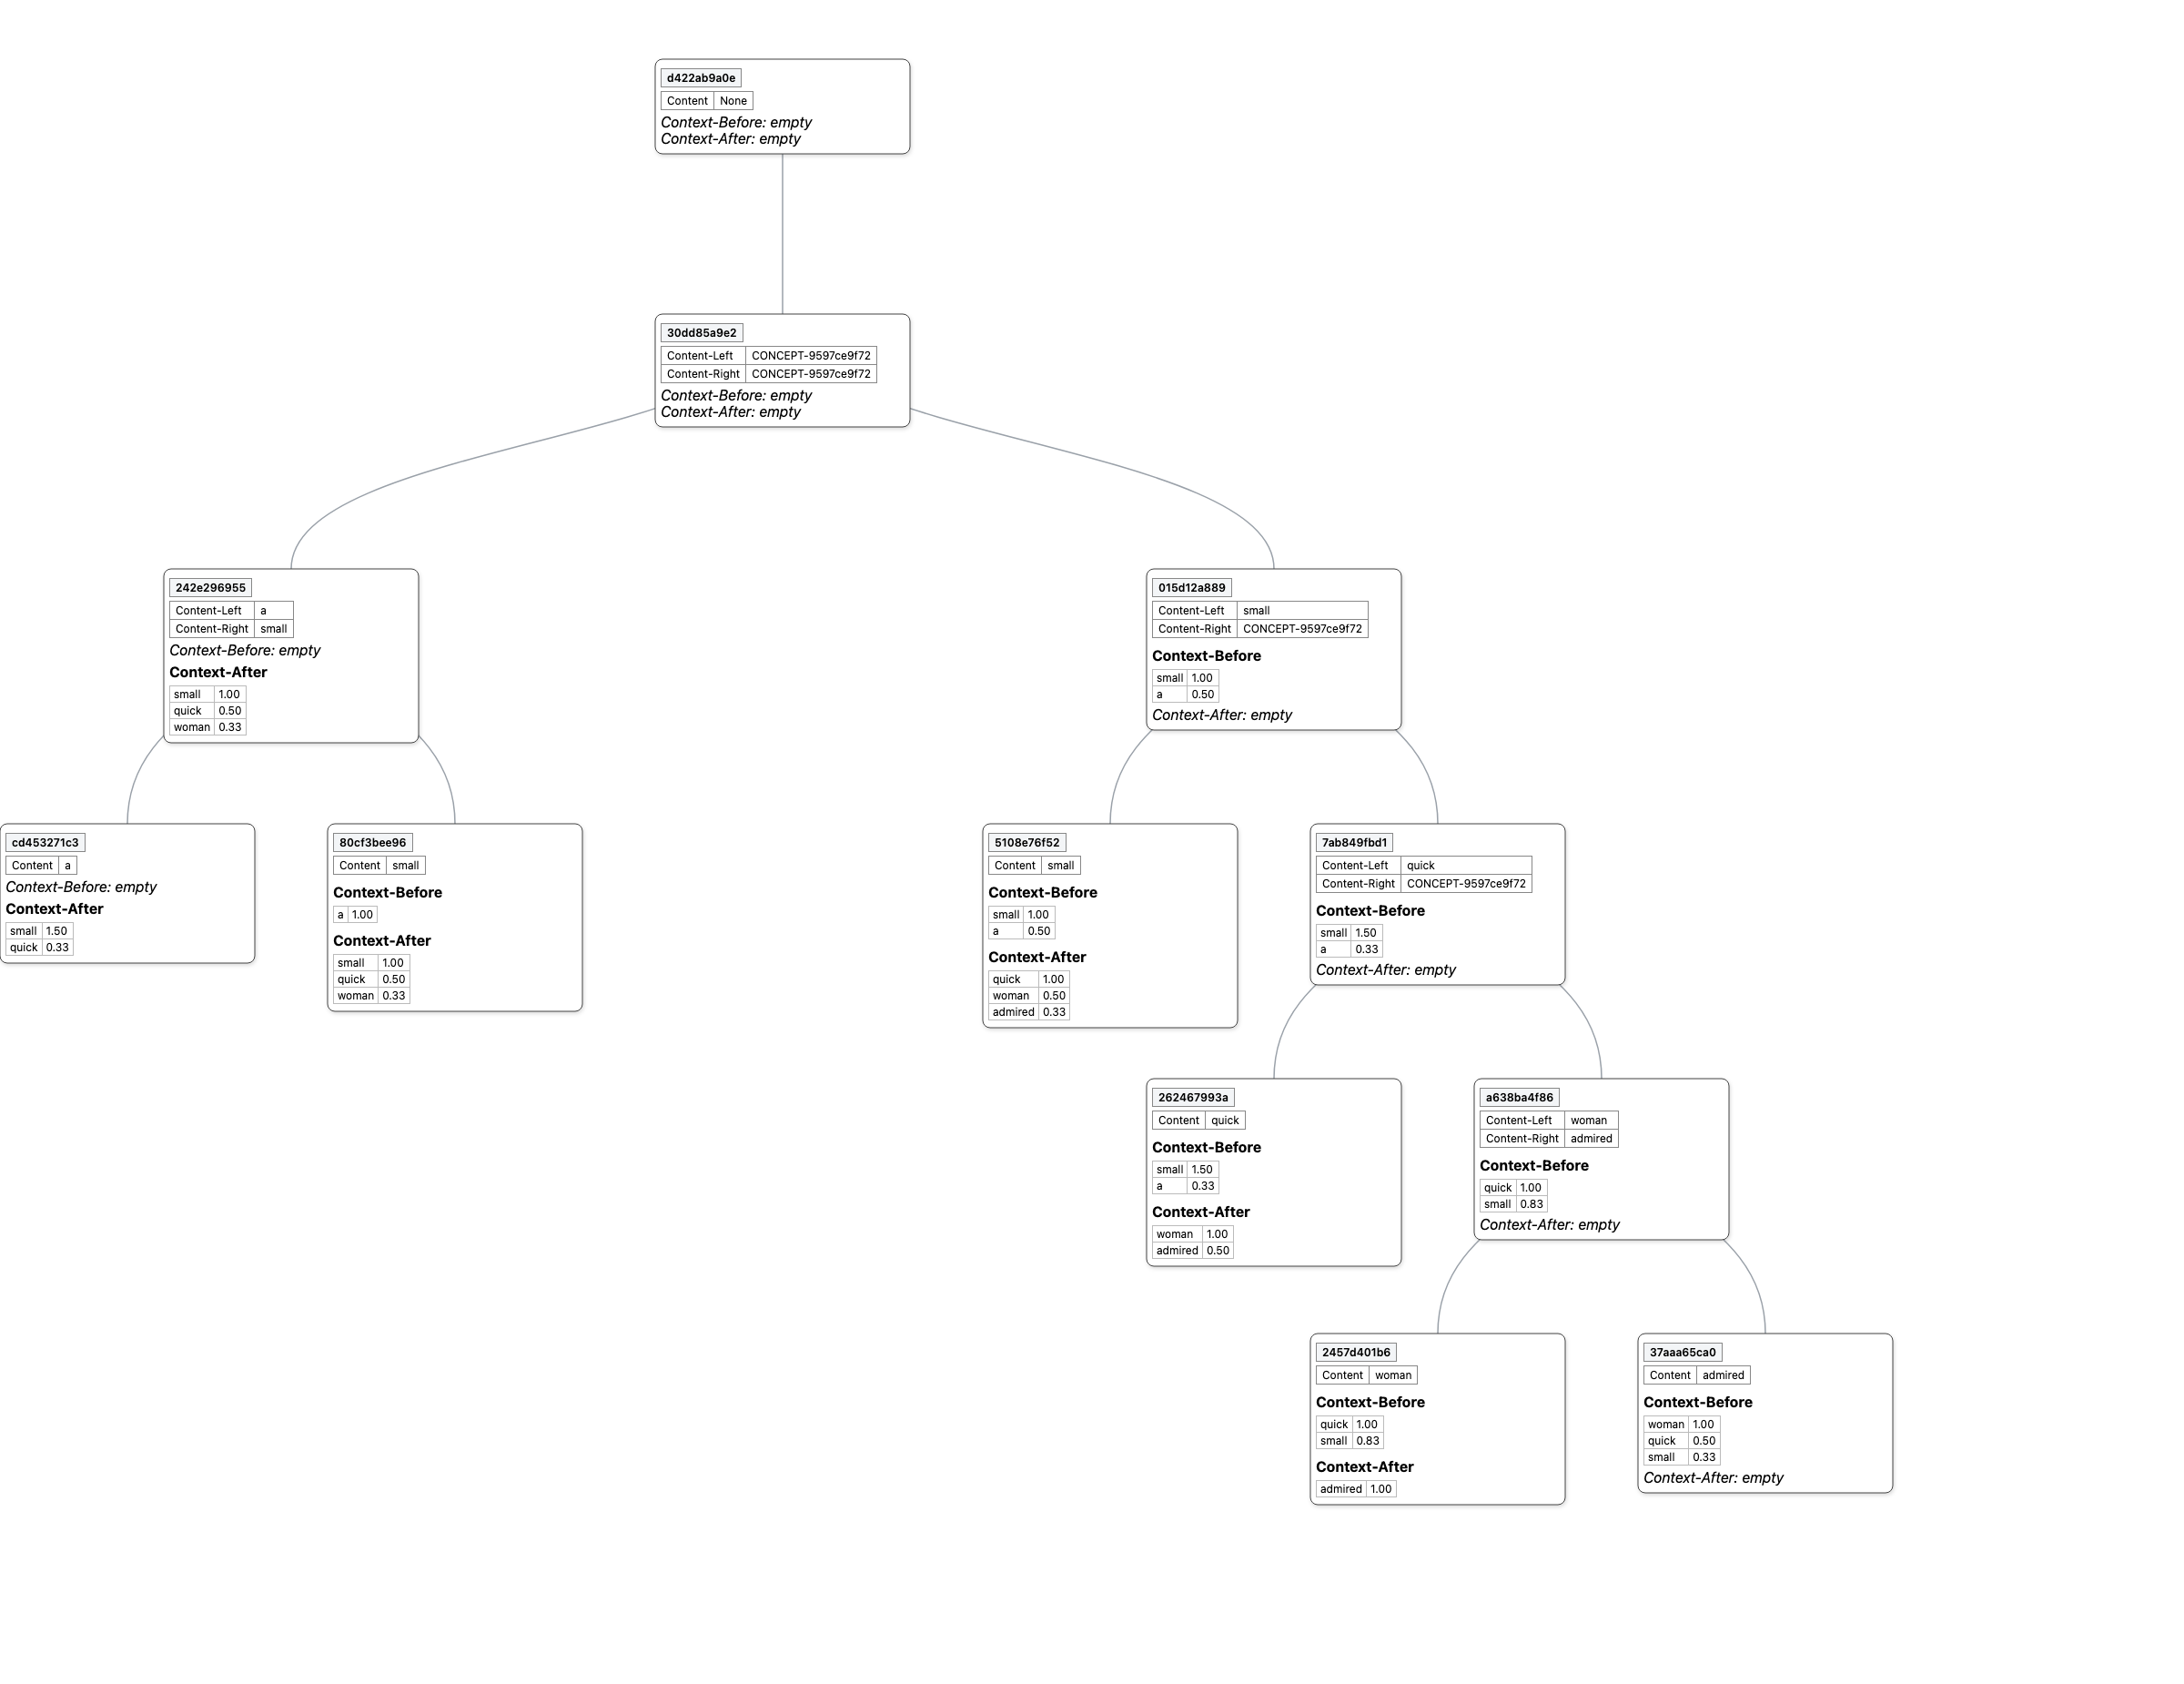 d422ab9a0e
Content None
Context-Before: empty
Context-After: empty
30dd85a9e2
Content-Left CONCEPT-9597ce9f72
Content-Right CONCEPT-9597ce9f72
Context-Before: empty
Context-After: empty
242e296955
Content-Left a
Content-Right small
Context-Before: empty
Context-After
small 1.00
quick 0.50
woman 0.33
015d12a889
Content-Left small
Content-Right CONCEPT-9597ce9f72
Context-Before
small 1.00
a 0.50
Context-After: empty
cd453271c3
Content a
Context-Before: empty
Context-After
small 1.50
quick 0.33
80cf3bee96
Content small
Context-Before
a 1.00
Context-After
small 1.00
quick 0.50
woman 0.33
5108e76f52
Content small
Context-Before
small 1.00
a 0.50
Context-After
quick 1.00
woman 0.50
admired 0.33
7ab849fbd1
Content-Left quick
Content-Right CONCEPT-9597ce9f72
Context-Before
small 1.50
a 0.33
Context-After: empty
262467993a
Content quick
Context-Before
small 1.50
a 0.33
Context-After
woman 1.00
admired 0.50
a638ba4f86
Content-Left woman
Content-Right admired
Context-Before
quick 1.00
small 0.83
Context-After: empty
2457d401b6
Content woman
Context-Before
quick 1.00
small 0.83
Context-After
admired 1.00
37aaa65ca0
Content admired
Context-Before
woman 1.00
quick 0.50
small 0.33
Context-After: empty